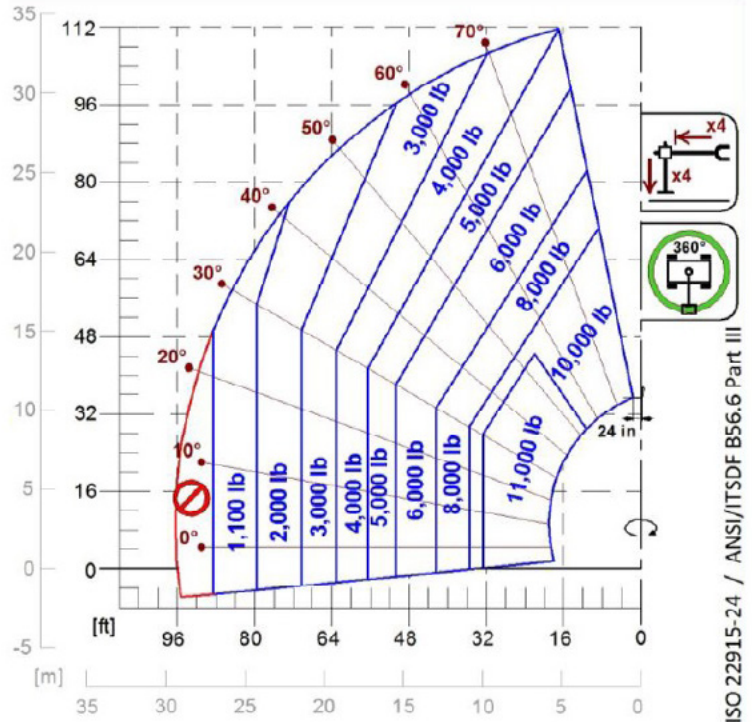 35
30
25
20
15
10
5
0
-5
[m]
112
96
80
64
48
32
16
0
[ft]
70°
60°
50°
40°
30°
20°
10°
0°
3,000 lb
4,000 lb
5,000 lb
6,000 lb
8,000 lb
10,000 lb
11,000 lb
1,100 lb
2,000 lb
3,000 lb
4,000 lb
5,000 lb
6,000 lb
8,000 lb
24 in
x4
x4
360°
ISO 22915-24 / ANSI/ITSDF B56.6 Part III
96 80 64 48 32 16 0
35 30 25 20 15 10 5 0